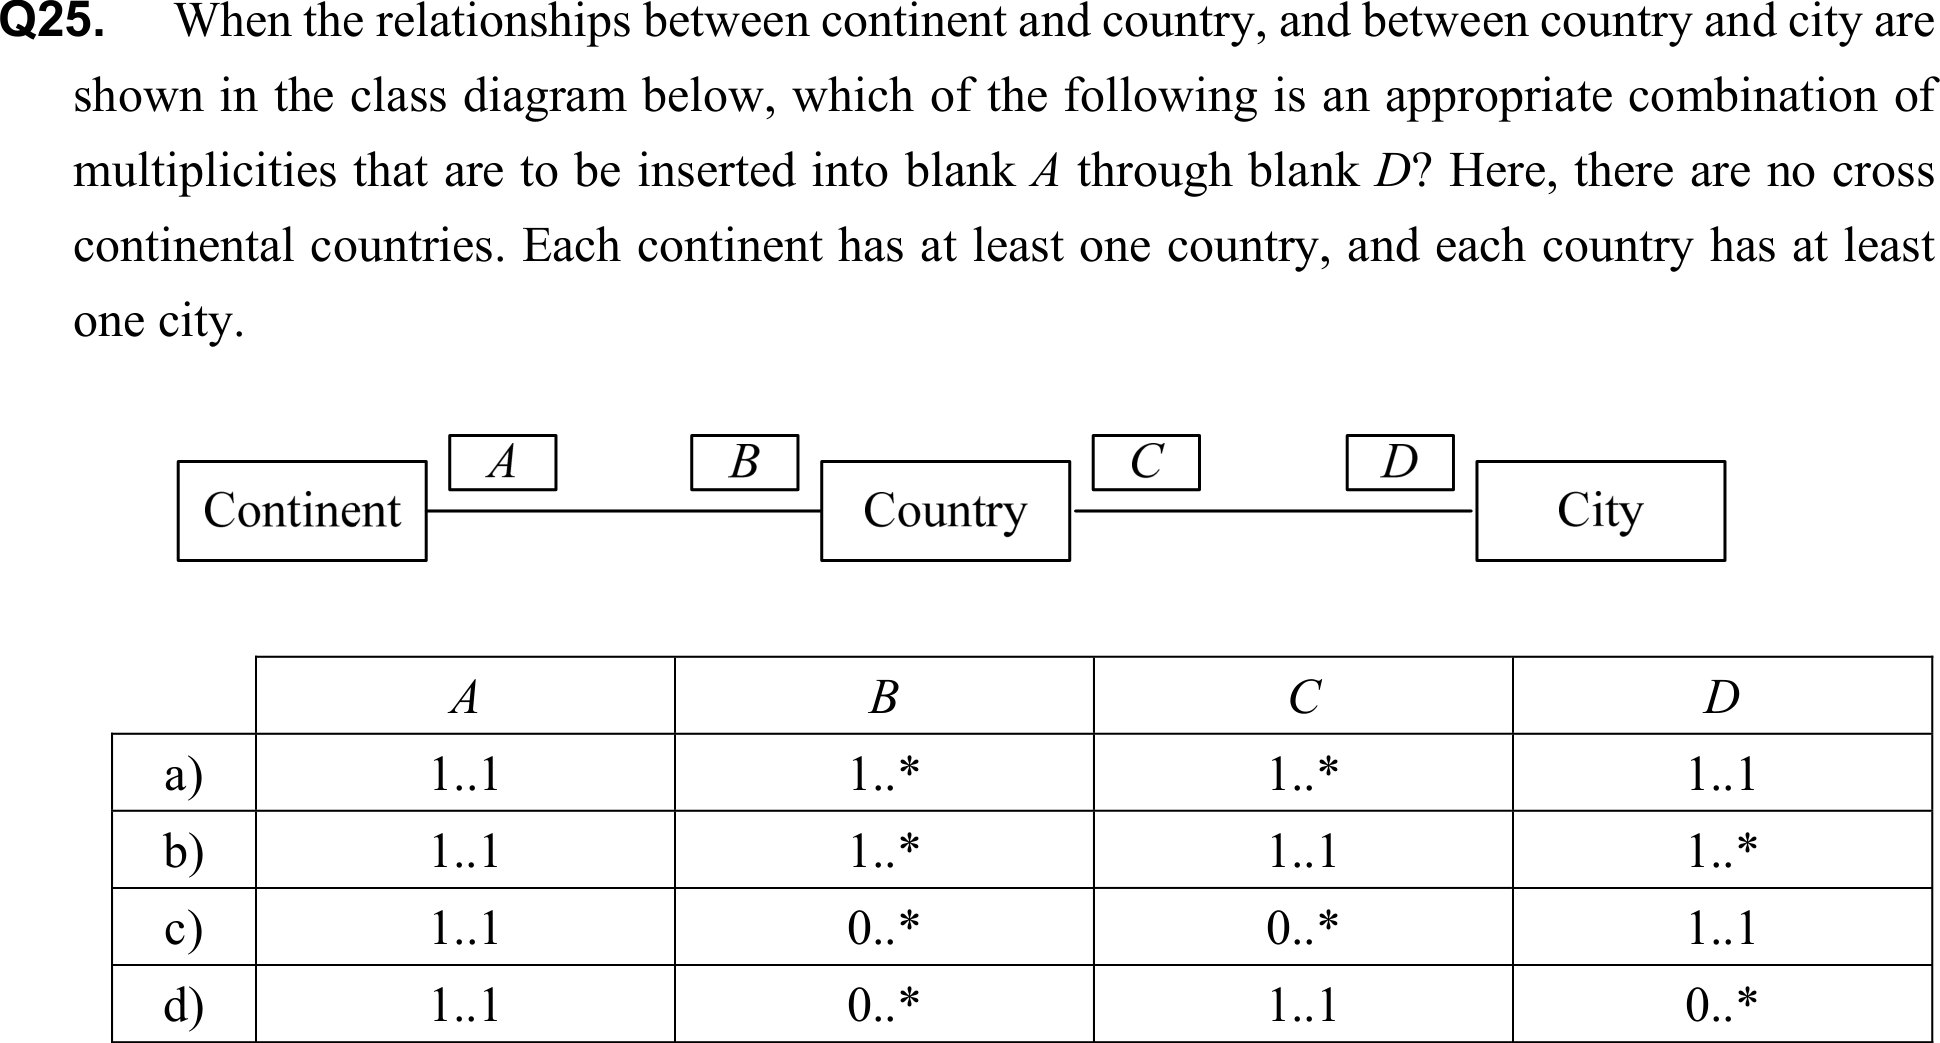 Q25. When the relationships between continent and country, and between country and city are
shown in the class diagram below, which of the following is an appropriate combination of
multiplicities that are to be inserted into blank A through blank D? Here, there are no cross
continental countries. Each continent has at least one country, and each country has at least
one city.
A B C D
Continent Country City
A B C D
a) 1..1 1..* 1..* 1..1
b) 1..1 1..* 1..1 1..*
c) 1..1 0..* 0..* 1..1
d) 1..1 0..* 1..1 0..*